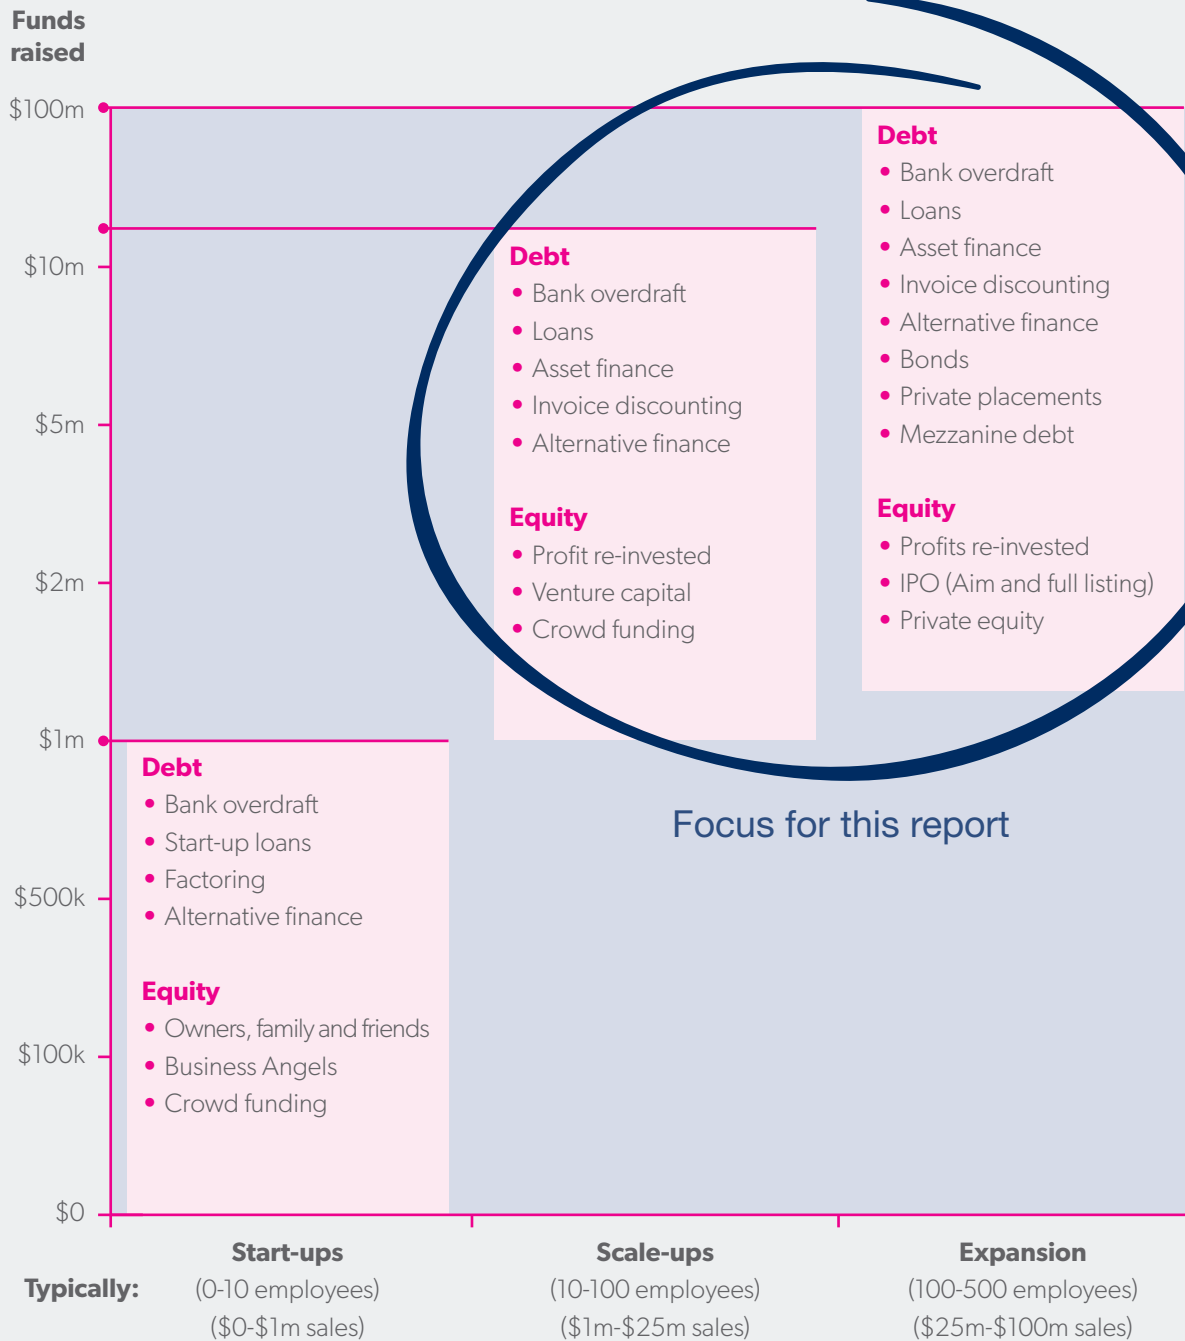 Funds
raised
$100m
$10m
$5m
$2m
$1m
$500k
$100k
$0
Debt
• Bank overdraft
• Start-up loans
• Factoring
• Alternative finance
Equity
• Owners, family and friends
• Business Angels
• Crowd funding
Debt
• Bank overdraft
• Loans
• Asset finance
• Invoice discounting
• Alternative finance
Equity
• Profit re-invested
• Venture capital
• Crowd funding
Debt
• Bank overdraft
• Loans
• Asset finance
• Invoice discounting
• Alternative finance
• Bonds
• Private placements
• Mezzanine debt
Equity
• Profits re-invested
• IPO (Aim and full listing)
• Private equity
Focus for this report
Typically:
Start-ups
(0-10 employees)
($0-$1m sales)
Scale-ups
(10-100 employees)
($1m-$25m sales)
Expansion
(100-500 employees)
($25m-$100m sales)